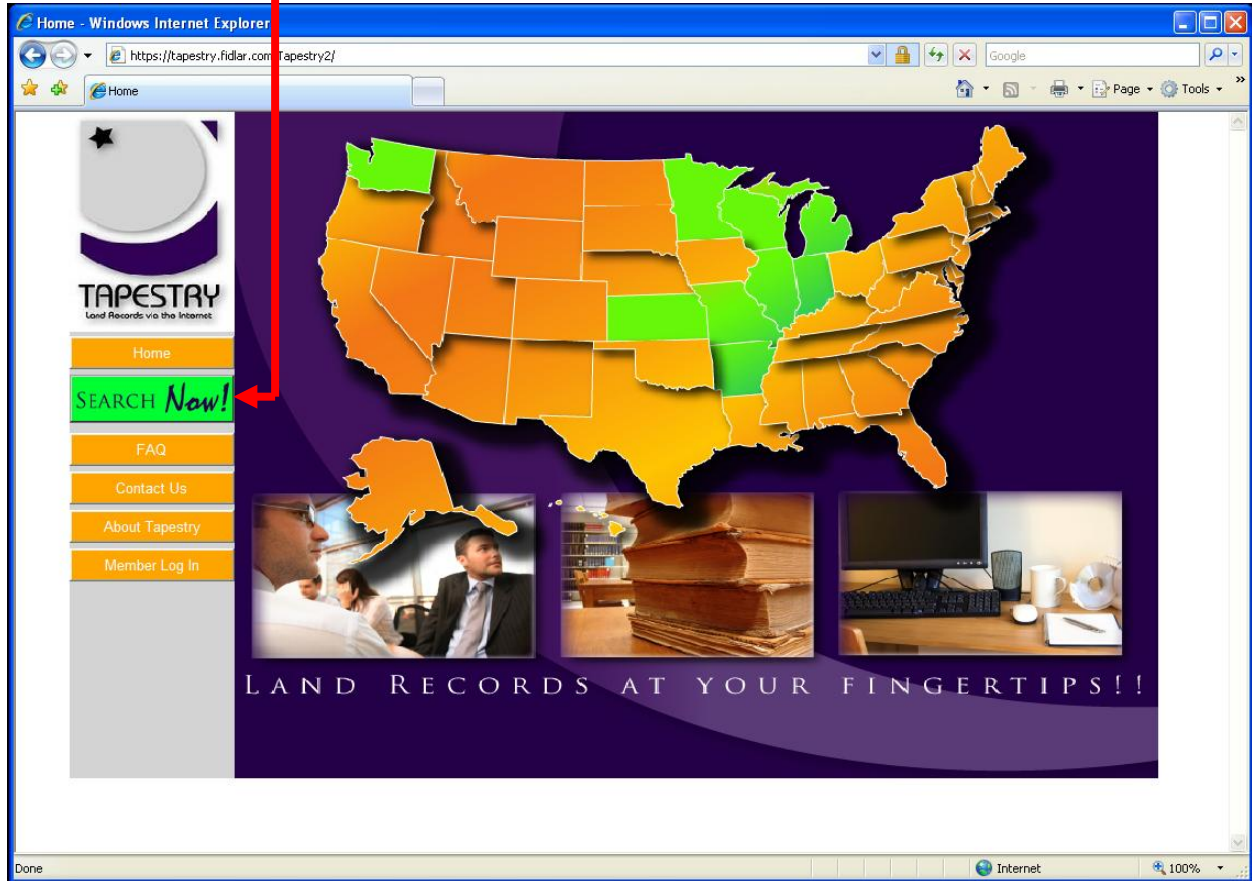 Home - Windows Internet Explorer
https://tapestry.fidlar.com/Tapestry2/
Google
Home
Page
Tools
TAPESTRY
Land Records via the Internet
Home
SEARCH Now!
FAQ
Contact Us
About Tapestry
Member Log In
LAND RECORDS AT YOUR FINGERTIPS!!
Done
Internet
100%